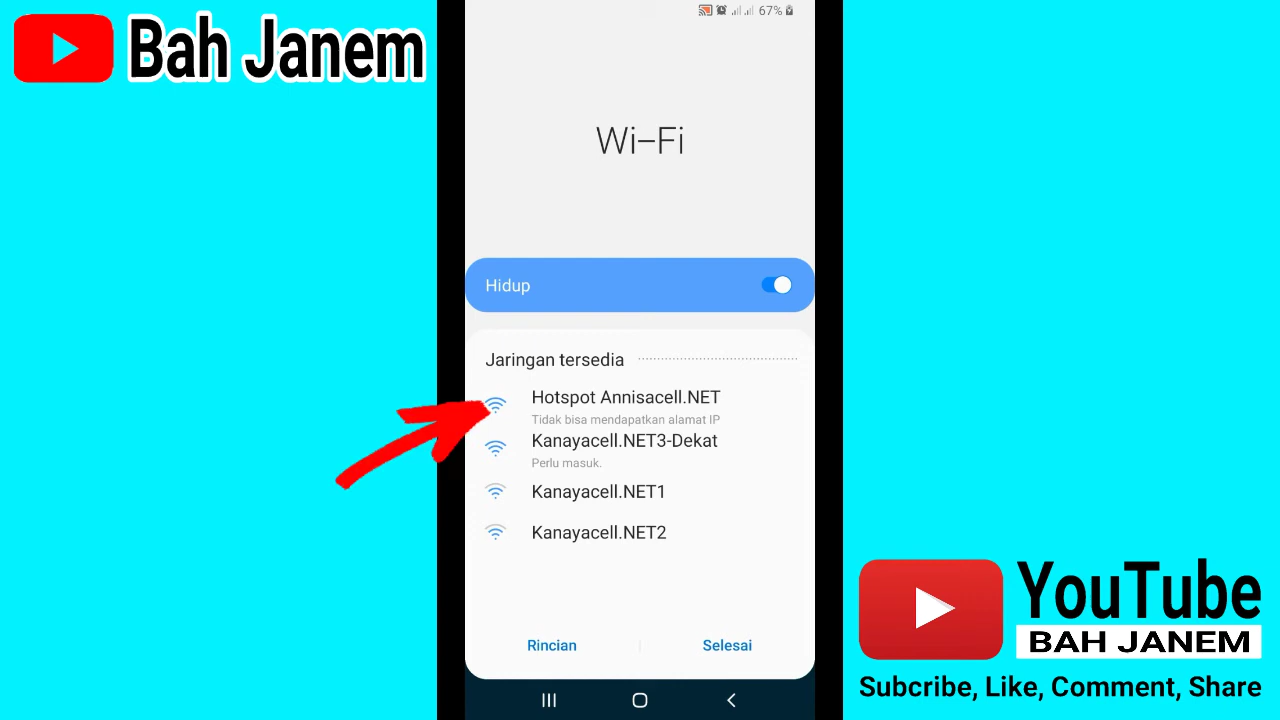 Bah Janem
67%
Wi-Fi
Hidup
Jaringan tersedia
Hotspot Annisacell.NET
Tidak bisa mendapatkan alamat IP
Kanayacell.NET3-Dekat
Perlu masuk.
Kanayacell.NET1
Kanayacell.NET2
Rincian
Selesai
YouTube
BAH JANEM
Subcribe, Like, Comment, Share